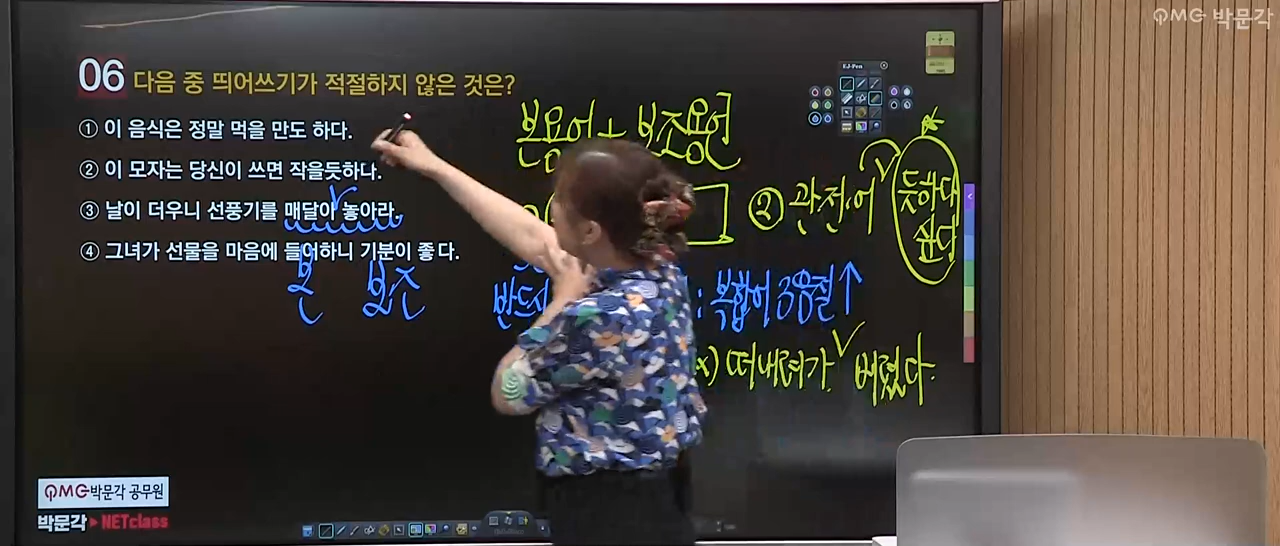 PMG 박문각
06 다음 중 띄어쓰기가 적절하지 않은 것은?
① 이 음식은 정말 먹을 만도 하다.
② 이 모자는 당신이 쓰면 작을듯하다.
③ 날이 더우니 선풍기를 매달아 놓아라.
④ 그녀가 선물을 마음에 들어하니 기분이 좋다.
본 보조
본용언 + 보조용언
② 관전어 듯하다
싶다
: 복합어 3음절↑
x) 떠내려가 버렸다.
EJ-Pen
PMG 박문각 공무원
박문각 NETclass